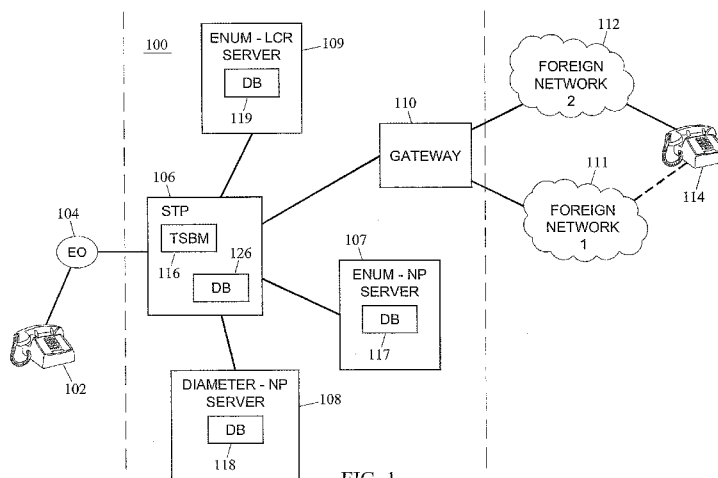 100
ENUM - LCR
SERVER
109
DB
119
112
FOREIGN
NETWORK
2
110
GATEWAY
114
111
FOREIGN
NETWORK
1
106
STP
TSBM
116
126
DB
104
EO
102
107
ENUM - NP
SERVER
DB
117
DIAMETER - NP
SERVER
108
DB
118
FIG. 1